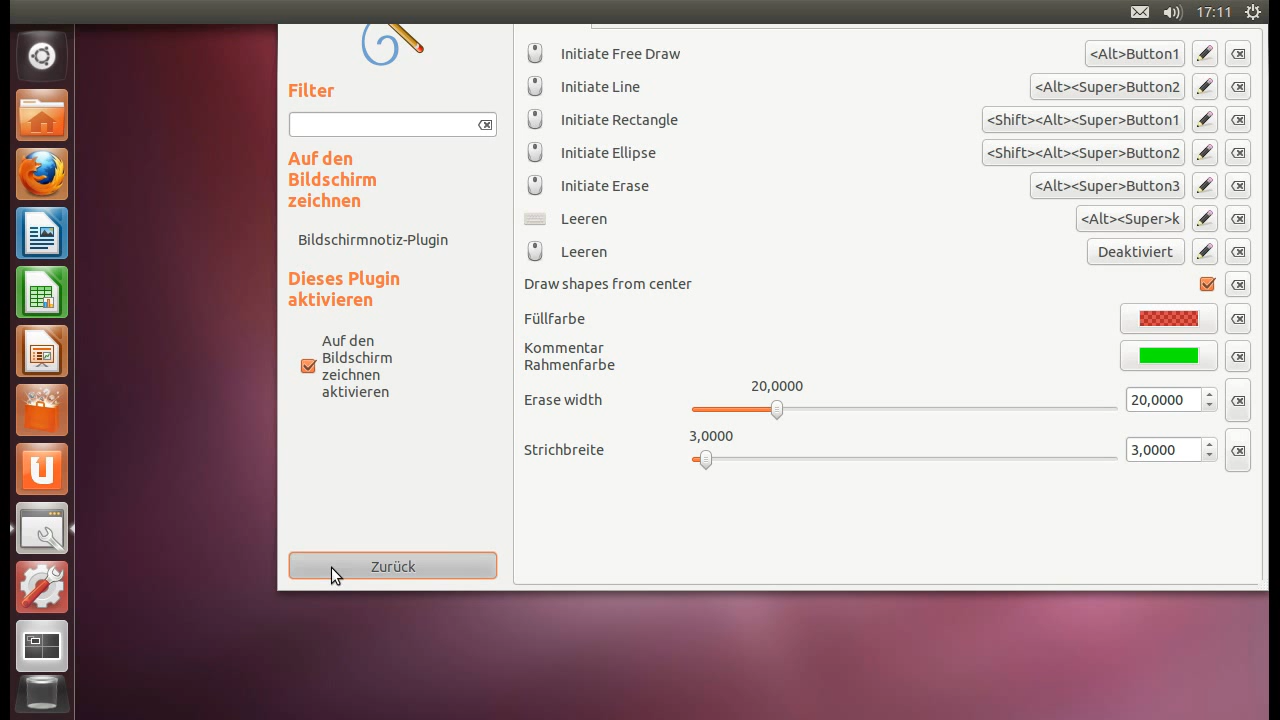 17:11
Filter
Auf den
Bildschirm
zeichnen
Bildschirmnotiz-Plugin
Dieses Plugin
aktivieren
Auf den
Bildschirm
zeichnen
aktivieren
Zurück
Initiate Free Draw <Alt>Button1
Initiate Line <Alt><Super>Button2
Initiate Rectangle <Shift><Alt><Super>Button1
Initiate Ellipse <Shift><Alt><Super>Button2
Initiate Erase <Alt><Super>Button3
Leeren <Alt><Super>k
Leeren Deaktiviert
Draw shapes from center
Füllfarbe
Kommentar
Rahmenfarbe
20,0000
Erase width 20,0000
3,0000
Strichbreite 3,0000